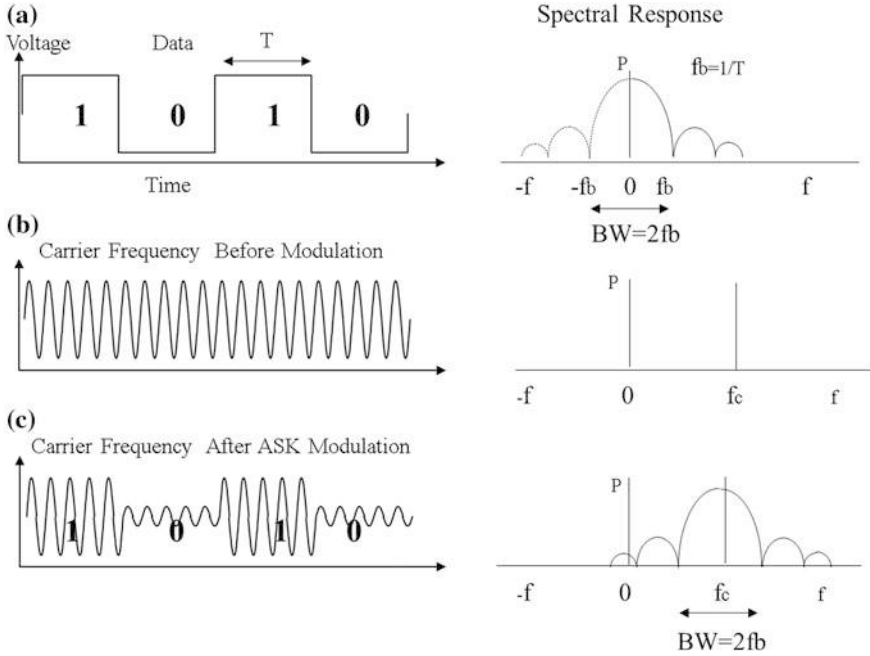 (a)
Spectral Response
Voltage Data T
1 0 1 0
Time
P fb=1/T
-f -fb 0 fb f
BW=2fb
(b)
Carrier Frequency Before Modulation
P
-f 0 fc f
(c)
Carrier Frequency After ASK Modulation
1 0 1 0
P
-f 0 fc f
BW=2fb